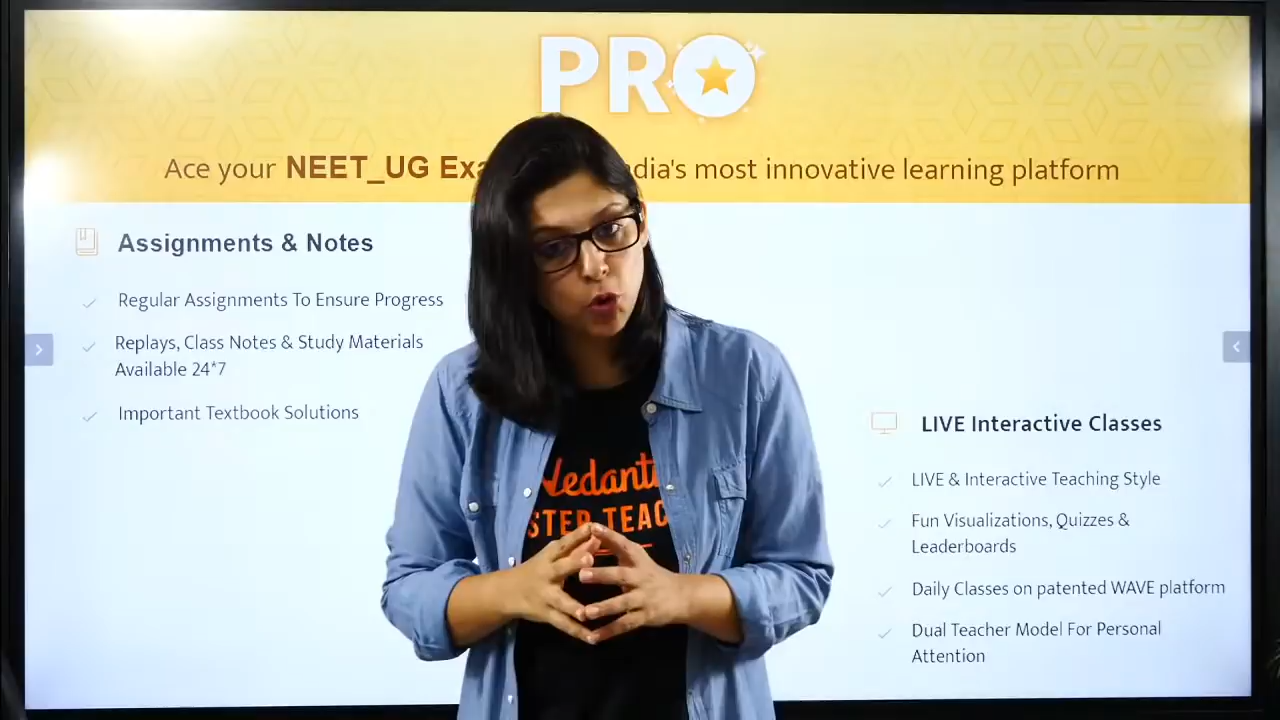 PRO
Ace your NEET_UG Exa ndia's most innovative learning platform
Assignments & Notes
Regular Assignments To Ensure Progress
Replays, Class Notes & Study Materials
Available 24*7
Important Textbook Solutions
LIVE Interactive Classes
LIVE & Interactive Teaching Style
Fun Visualizations, Quizzes &
Leaderboards
Daily Classes on patented WAVE platform
Dual Teacher Model For Personal
Attention
Vedant
STER TEAC